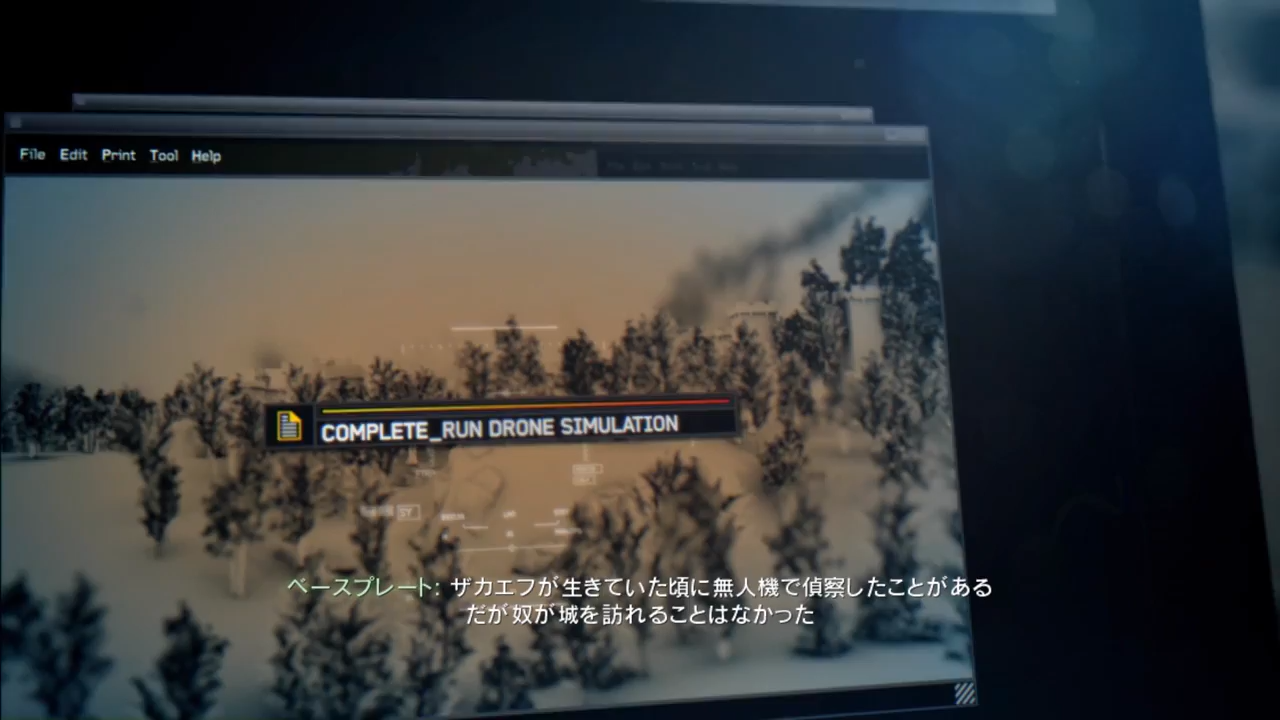 File Edit Print Tool Help
COMPLETE_RUN DRONE SIMULATION
SY
ベースプレート: ザカエフが生きていた頃に無人機で偵察したことがある
だが奴が城を訪れることはなかった